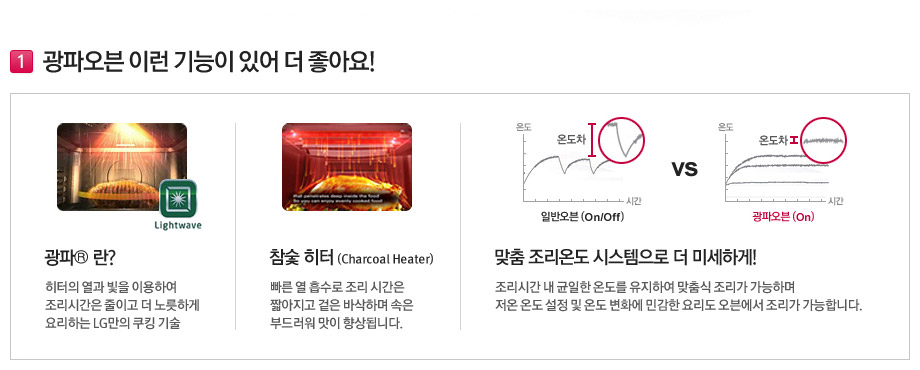 1 광파오븐 이런 기능이 있어 더 좋아요!
Lightwave
광파® 란?
히터의 열과 빛을 이용하여
조리시간은 줄이고 더 노릇하게
요리하는 LG만의 쿠킹 기술
that penetrates deep inside the food
So you can enjoy evenly cooked food
참숯 히터 (Charcoal Heater)
빠른 열 흡수로 조리 시간은
짧아지고 겉은 바삭하며 속은
부드러워 맛이 향상됩니다.
온도
온도차
시간
일반오븐 (On/Off)
VS
온도
온도차
시간
광파오븐 (On)
맞춤 조리온도 시스템으로 더 미세하게!
조리시간 내 균일한 온도를 유지하여 맞춤식 조리가 가능하며
저온 온도 설정 및 온도 변화에 민감한 요리도 오븐에서 조리가 가능합니다.